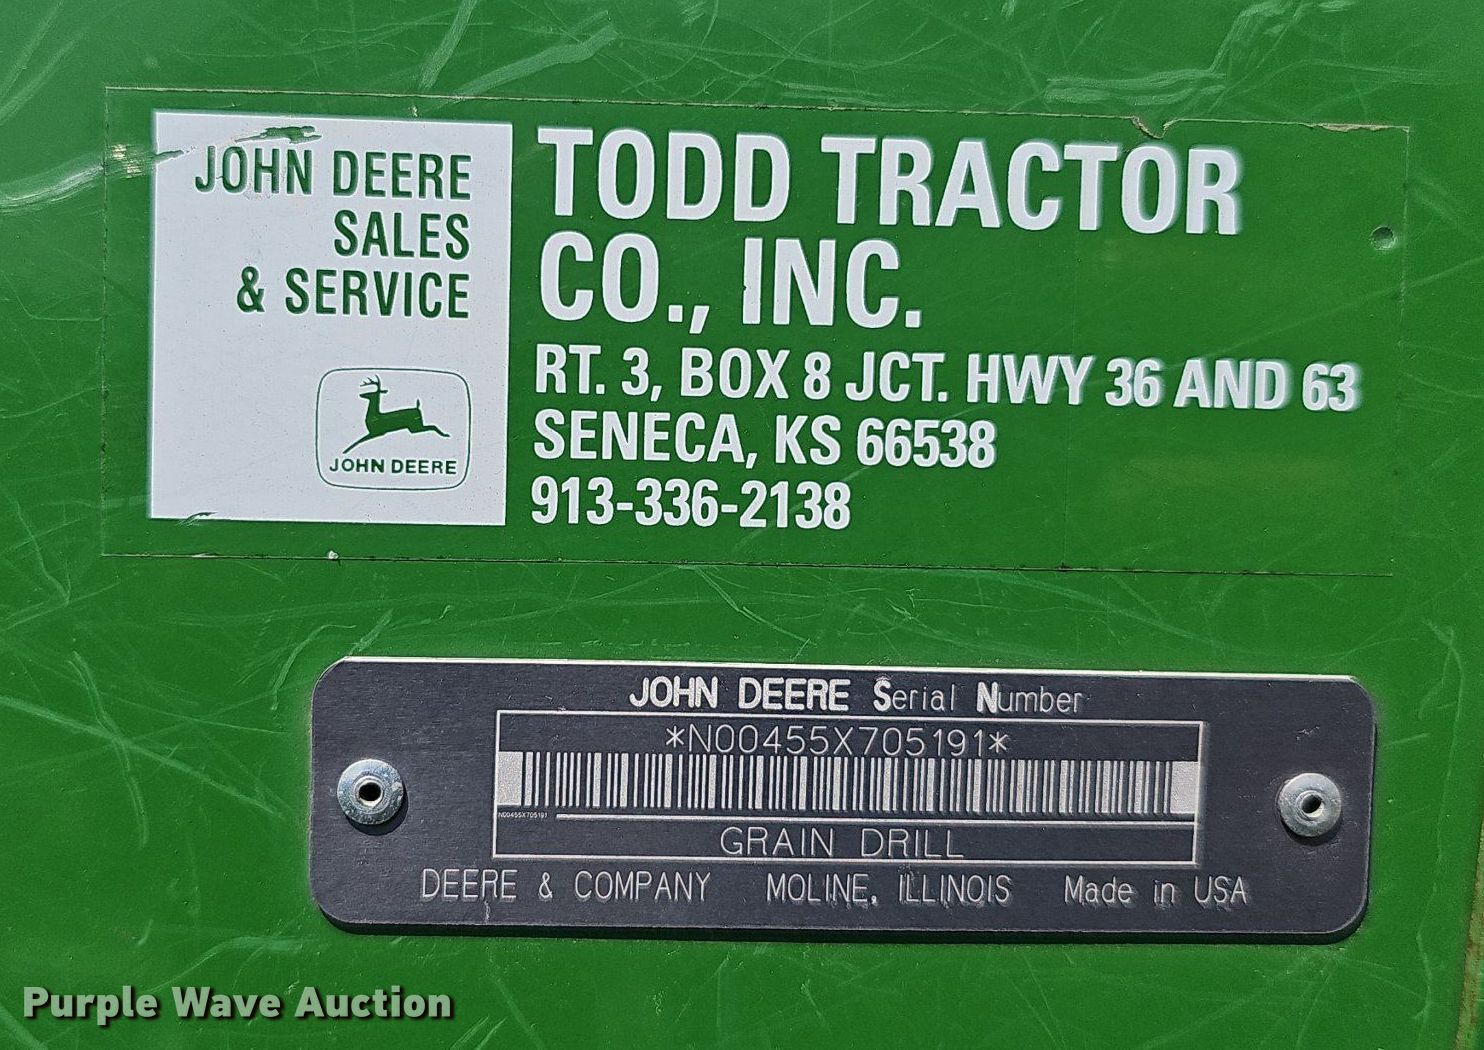 JOHN DEERE
SALES
& SERVICE
JOHN DEERE
TODD TRACTOR
CO., INC.
RT. 3, BOX 8 JCT. HWY 36 AND 63
SENECA, KS 66538
913-336-2138
JOHN DEERE Serial Number
*N00455X705191*
N00455X705191
GRAIN DRILL
DEERE & COMPANY MOLINE, ILLINOIS Made in USA
Purple Wave Auction